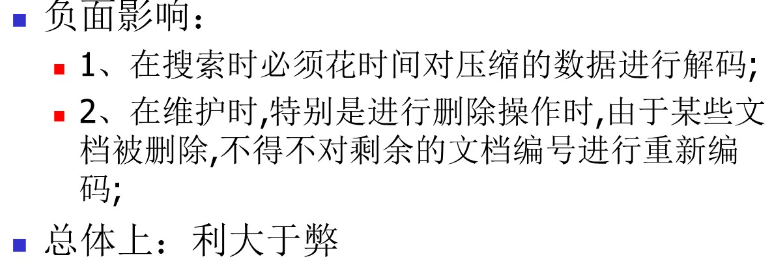 负面影响：
1、在搜索时必须花时间对压缩的数据进行解码;
2、在维护时,特别是进行删除操作时,由于某些文
档被删除,不得不对剩余的文档编号进行重新编
码;
总体上：利大于弊